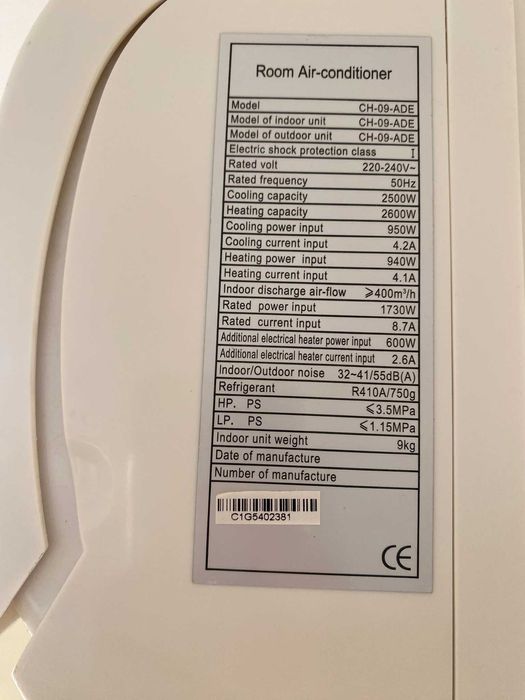 Room Air-conditioner
Model CH-09-ADE
Model of indoor unit CH-09-ADE
Model of outdoor unit CH-09-ADE
Electric shock protection class I
Rated volt 220-240V~
Rated frequency 50Hz
Cooling capacity 2500W
Heating capacity 2600W
Cooling power input 950W
Cooling current input 4.2A
Heating power input 940W
Heating current input 4.1A
Indoor discharge air-flow ⩾400m³/h
Rated power input 1730W
Rated current input 8.7A
Additional electrical heater power input 600W
Additional electrical heater current input 2.6A
Indoor/Outdoor noise 32~41/55dB(A)
Refrigerant R410A/750g
HP. PS ⩽3.5MPa
LP. PS ⩽1.15MPa
Indoor unit weight 9kg
Date of manufacture
Number of manufacture
C1G5402381
CE